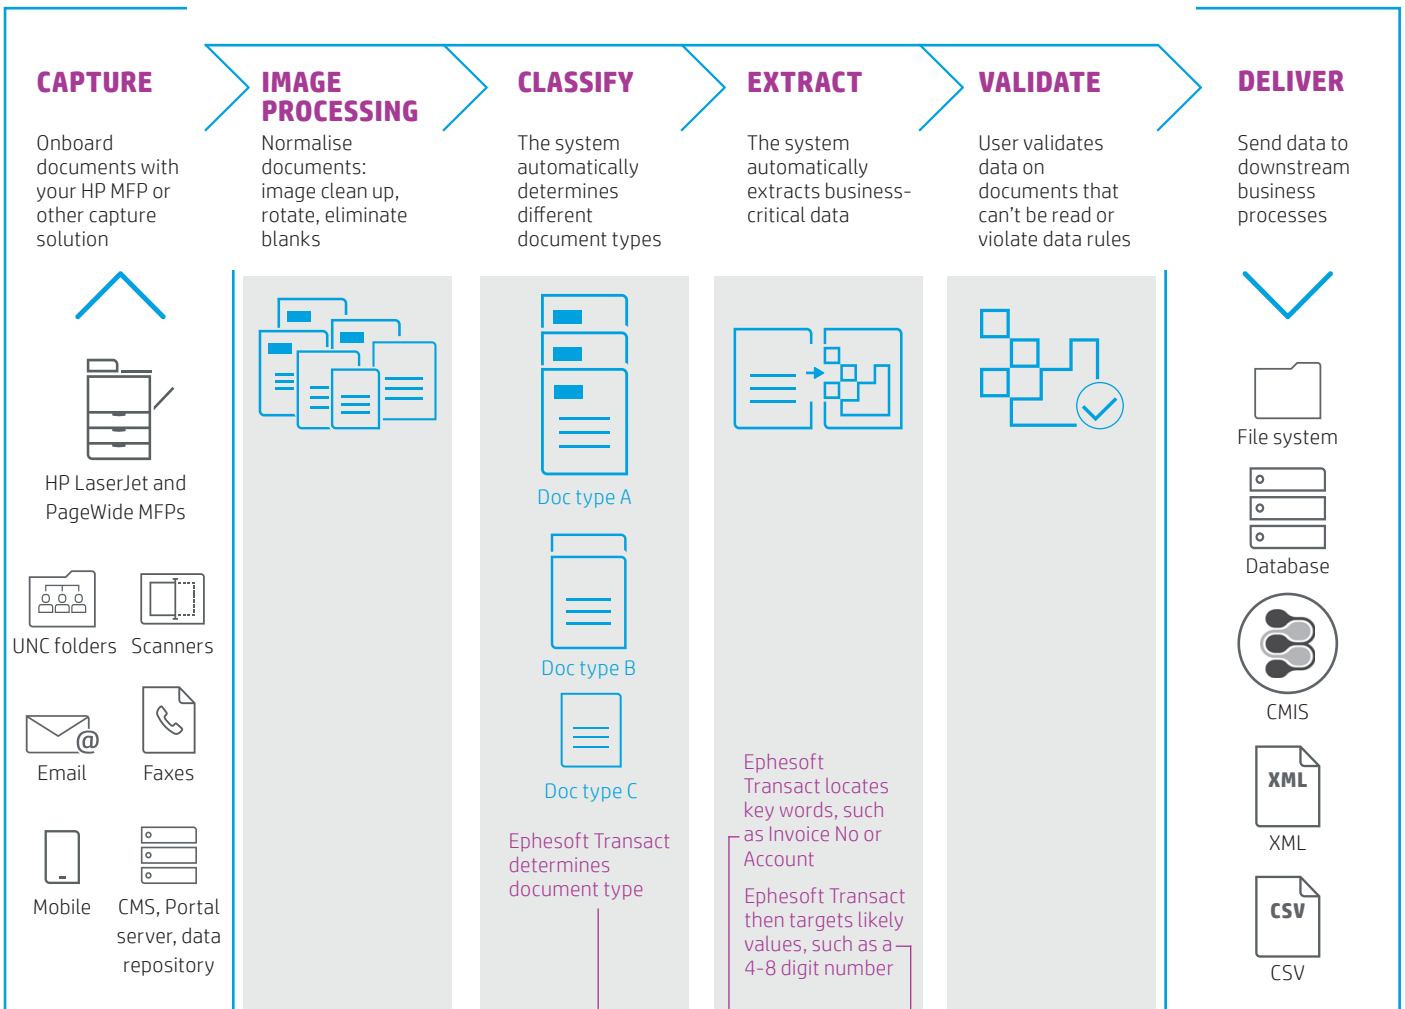 CAPTURE
Onboard
documents with
your HP MFP or
other capture
solution
HP LaserJet and
PageWide MFPs
UNC folders
Scanners
@
Email
Faxes
Mobile
CMS, Portal
server, data
repository
IMAGE
PROCESSING
Normalise
documents:
image clean up,
rotate, eliminate
blanks
CLASSIFY
The system
automatically
determines
different
document types
Doc type A
Doc type B
Doc type C
Ephesoft Transact
determines
document type
EXTRACT
The system
automatically
extracts business-
critical data
Ephesoft
Transact locates
key words, such
as Invoice No or
Account
Ephesoft Transact
then targets likely
values, such as a
4-8 digit number
VALIDATE
User validates
data on
documents that
can't be read or
violate data rules
DELIVER
Send data to
downstream
business
processes
File system
Database
CMIS
XML
XML
CSV
CSV